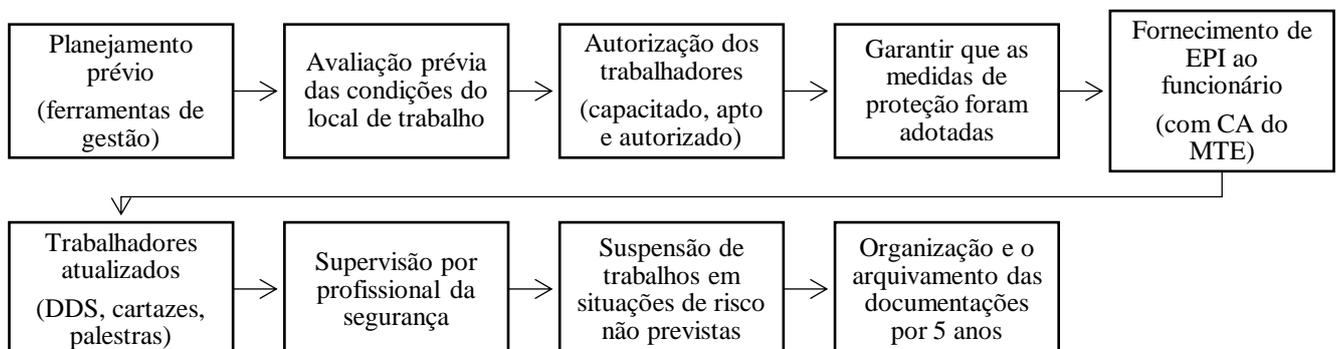 Planejamento
prévio
(ferramentas de
gestão)
Avaliação prévia
das condições do
local de trabalho
Autorização dos
trabalhadores
(capacitado, apto
e autorizado)
Garantir que as
medidas de
proteção foram
adotadas
Fornecimento de
EPI ao
funcionário
(com CA do
MTE)
Trabalhadores
atualizados
(DDS, cartazes,
palestras)
Supervisão por
profissional da
segurança
Suspensão de
trabalhos em
situações de risco
não previstas
Organização e o
arquivamento das
documentações
por 5 anos